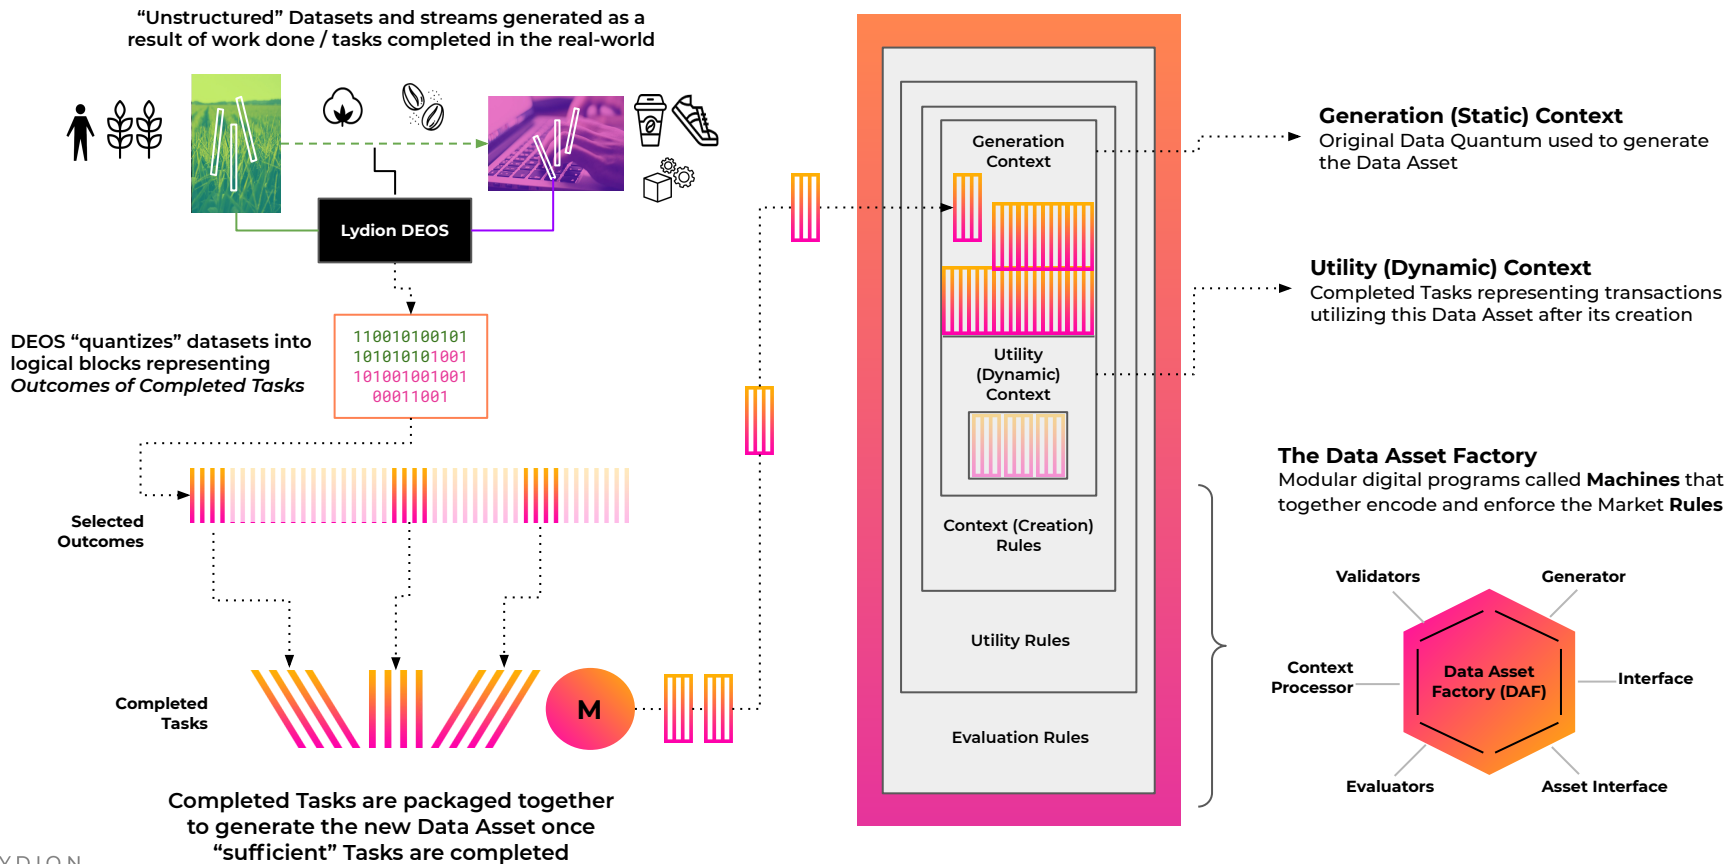 “Unstructured” Datasets and streams generated as a
result of work done / tasks completed in the real-world
Lydion DEOS
DEOS “quantizes” datasets into
logical blocks representing
Outcomes of Completed Tasks
110010100101
101010101001
101001001001
00011001
Selected
Outcomes
Completed
Tasks
M
Completed Tasks are packaged together
to generate the new Data Asset once
“sufficient” Tasks are completed
Generation
Context
Utility
(Dynamic)
Context
Context (Creation)
Rules
Utility Rules
Evaluation Rules
Generation (Static) Context
Original Data Quantum used to generate
the Data Asset
Utility (Dynamic) Context
Completed Tasks representing transactions
utilizing this Data Asset after its creation
The Data Asset Factory
Modular digital programs called Machines that
together encode and enforce the Market Rules
Validators
Generator
Context
Processor
Data Asset
Factory (DAF)
Interface
Evaluators
Asset Interface